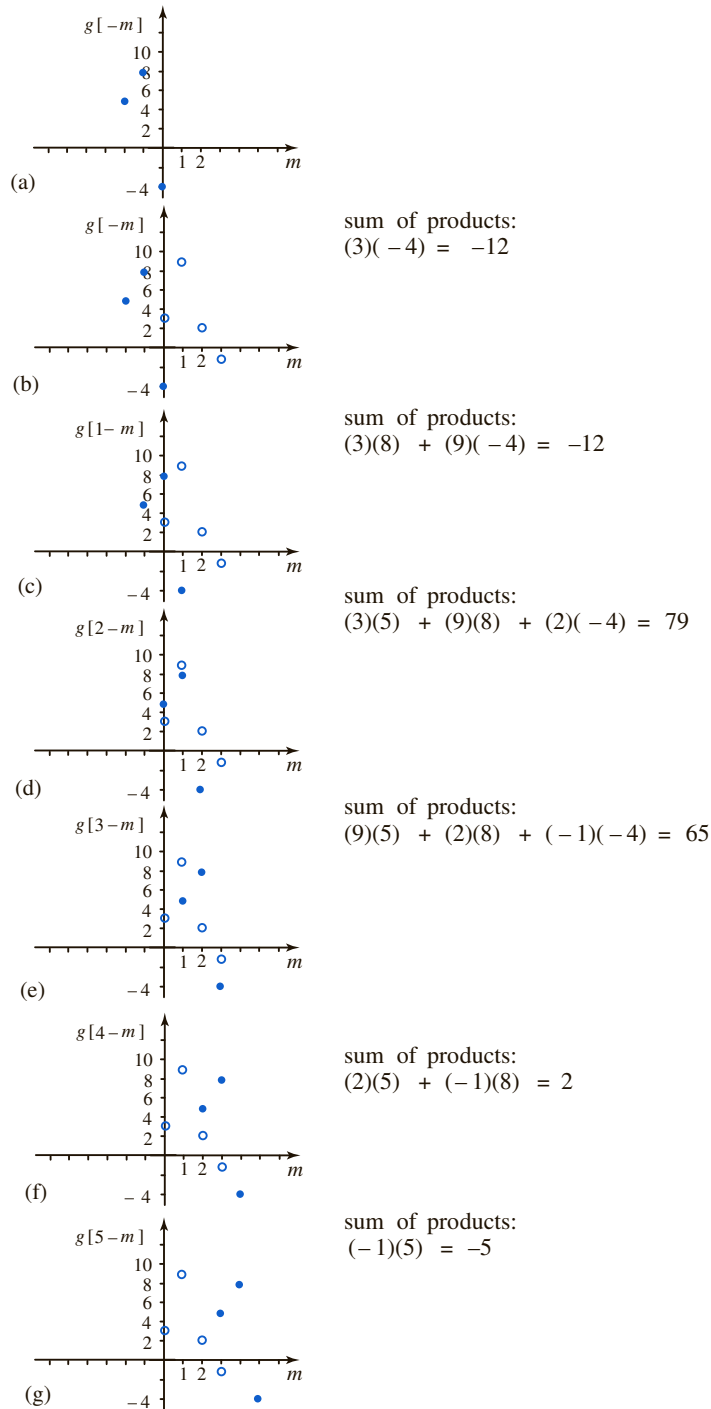 g[−m]
10
8
6
4
2
1 2 m
(a)
−4
g[−m]
sum of products:
(3)(−4) = −12
10
8
6
4
2
1 2 m
(b)
−4
g[1−m]
sum of products:
(3)(8) + (9)(−4) = −12
10
8
6
4
2
1 2 m
(c)
−4
sum of products:
(3)(5) + (9)(8) + (2)(−4) = 79
g[2−m]
10
8
6
4
2
1 2 m
(d)
−4
sum of products:
(9)(5) + (2)(8) + (−1)(−4) = 65
g[3−m]
10
8
6
4
2
1 2 m
(e)
−4
g[4−m]
sum of products:
(2)(5) + (−1)(8) = 2
10
8
6
4
2
1 2 m
(f)
−4
g[5−m]
sum of products:
(−1)(5) = −5
10
8
6
4
2
1 2 m
(g)
−4